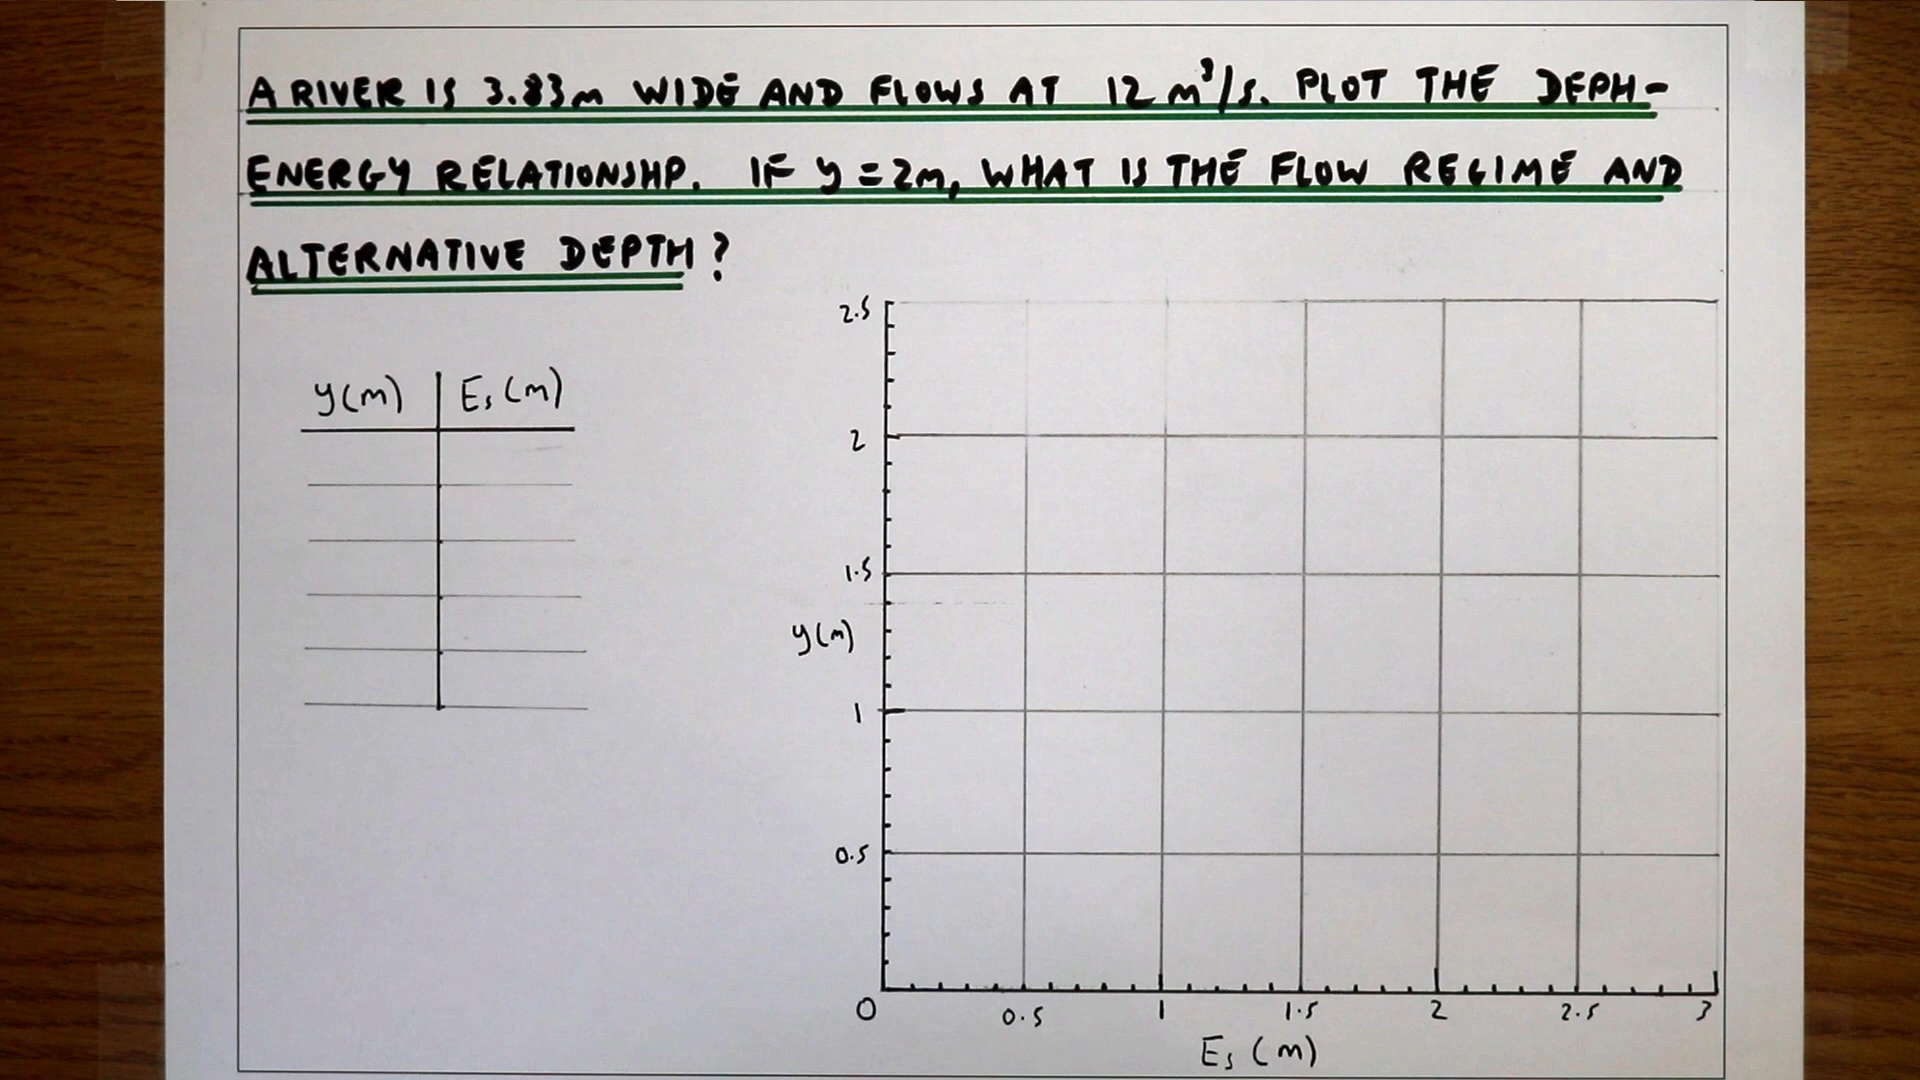 A RIVER IS 3.83m WIDE AND FLOWS AT 12 m³/s. PLOT THE DEPH-
ENERGY RELATIONSHP. IF y = 2m, WHAT IS THE FLOW REGIME AND
ALTERNATIVE DEPTH?
y(m) Es (m)
2.5
2
1.5
y(m)
1
0.5
0 0.5 1 1.5 2 2.5 3
Es (m)